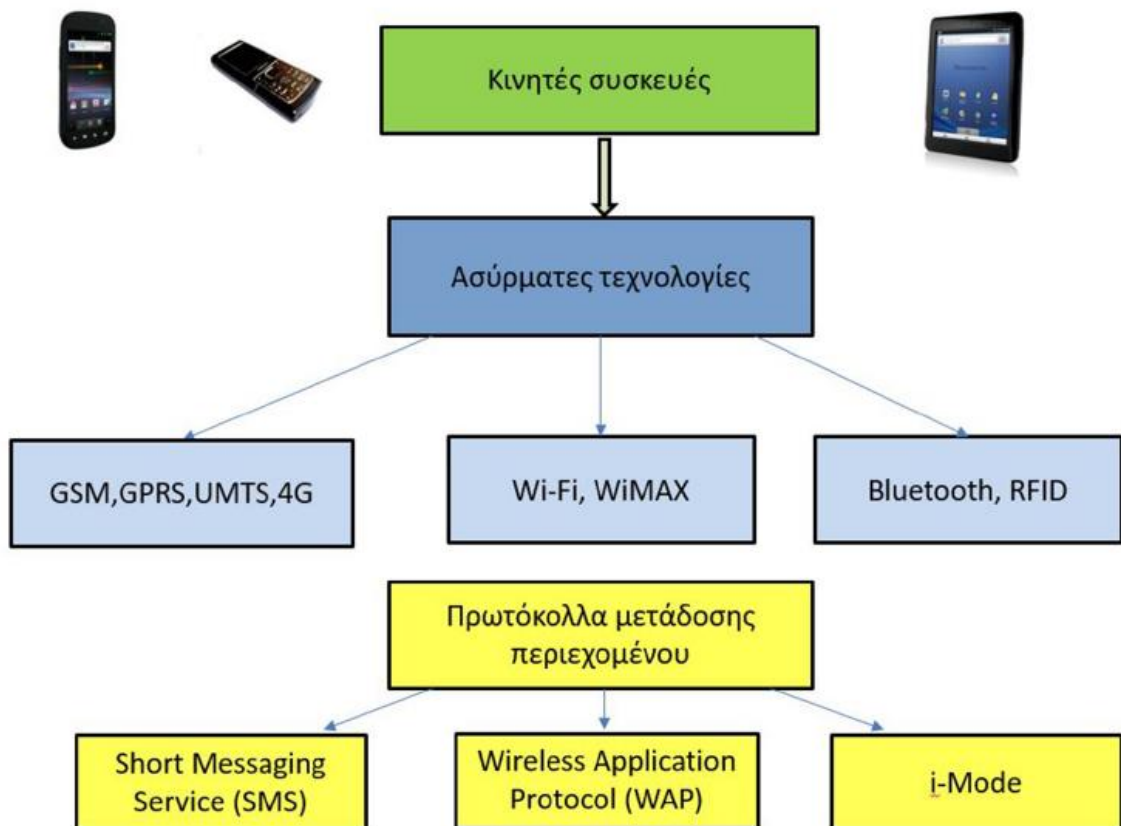 Κινητές συσκευές
Ασύρματες τεχνολογίες
GSM,GPRS,UMTS,4G
Wi-Fi, WiMAX
Bluetooth, RFID
Πρωτόκολλα μετάδοσης
περιεχομένου
Short Messaging
Service (SMS)
Wireless Application
Protocol (WAP)
i-Mode